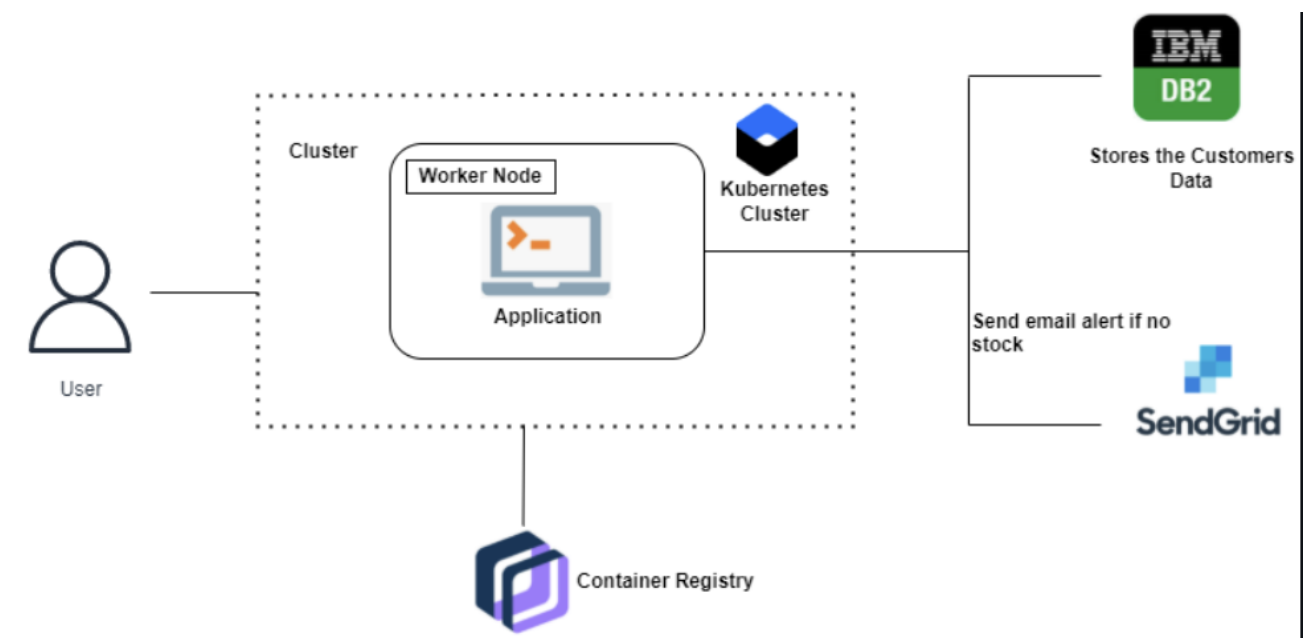 IBM
DB2
Stores the Customers
Data
Cluster
Worker Node
Kubernetes
Cluster
Application
Send email alert if no
stock
User
SendGrid
Container Registry